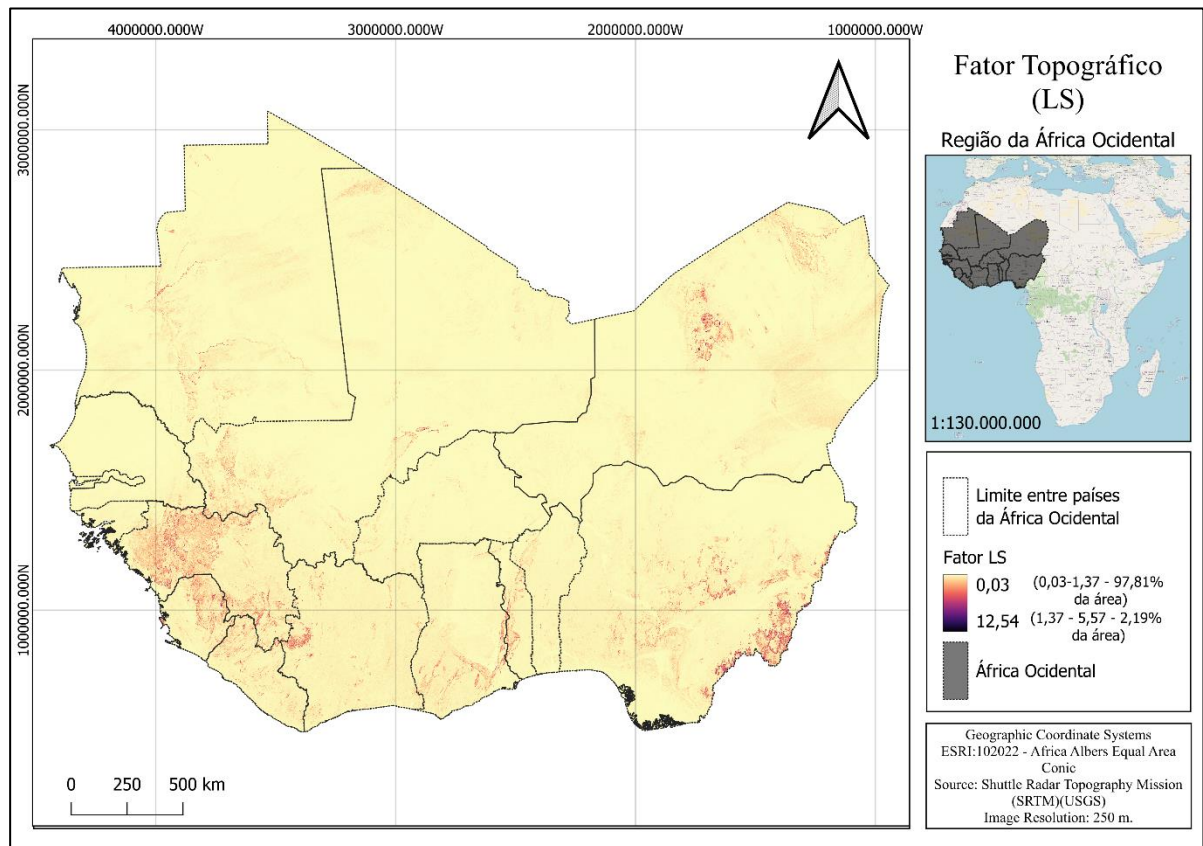 4000000.000W 3000000.000W 2000000.000W 1000000.000W
3000000.000N
2000000.000N
1000000.000N
0 250 500 km
Fator Topográfico
(LS)
Região da África Ocidental
1:130.000.000
Limite entre países
da África Ocidental
Fator LS
0,03 (0,03-1,37 - 97,81%
da área)
12,54 (1,37 - 5,57 - 2,19%
da área)
África Ocidental
Geographic Coordinate Systems
ESRI:102022 - Africa Albers Equal Area
Conic
Source: Shuttle Radar Topography Mission
(SRTM)(USGS)
Image Resolution: 250 m.